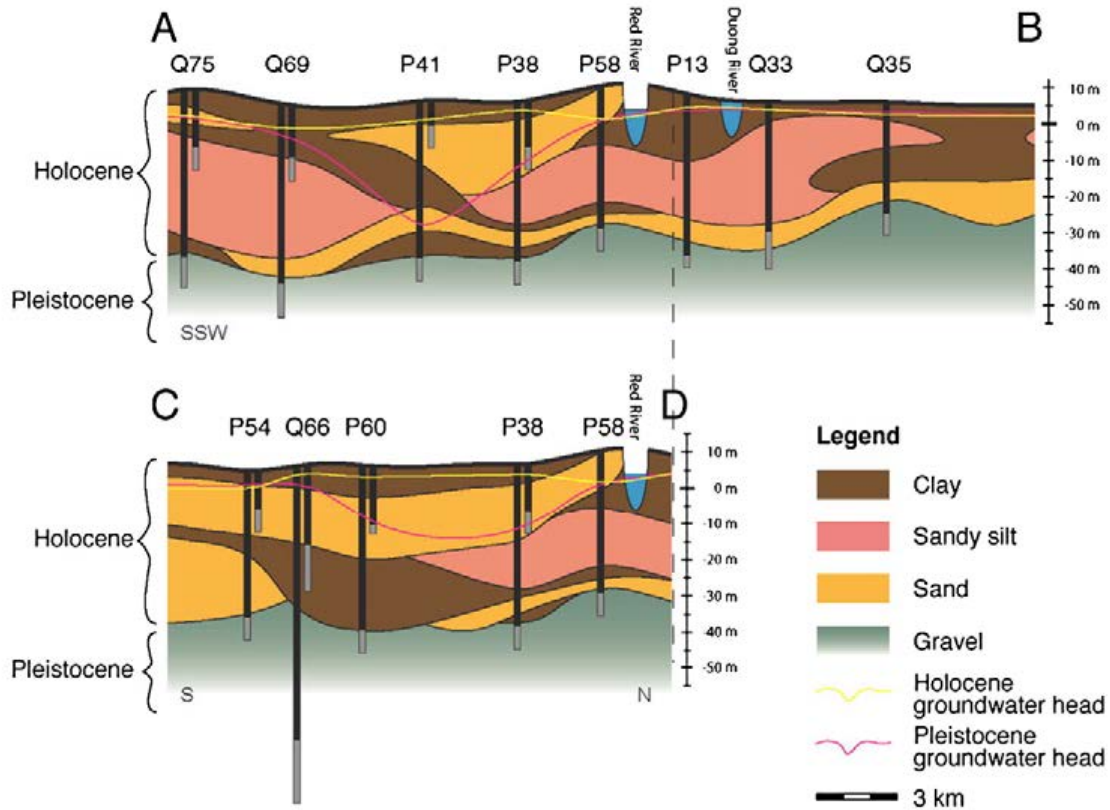 A
B
Q75
Q69
P41
P38
P58
Red River
P13
Duong River
Q33
Q35
10 m
0 m
-10 m
-20 m
-30 m
-40 m
-50 m
Holocene
Pleistocene
SSW
C
D
P54
Q66
P60
P38
P58
Red River
10 m
0 m
-10 m
-20 m
-30 m
-40 m
-50 m
Holocene
Pleistocene
S
N
Legend
Clay
Sandy silt
Sand
Gravel
Holocene
groundwater head
Pleistocene
groundwater head
3 km